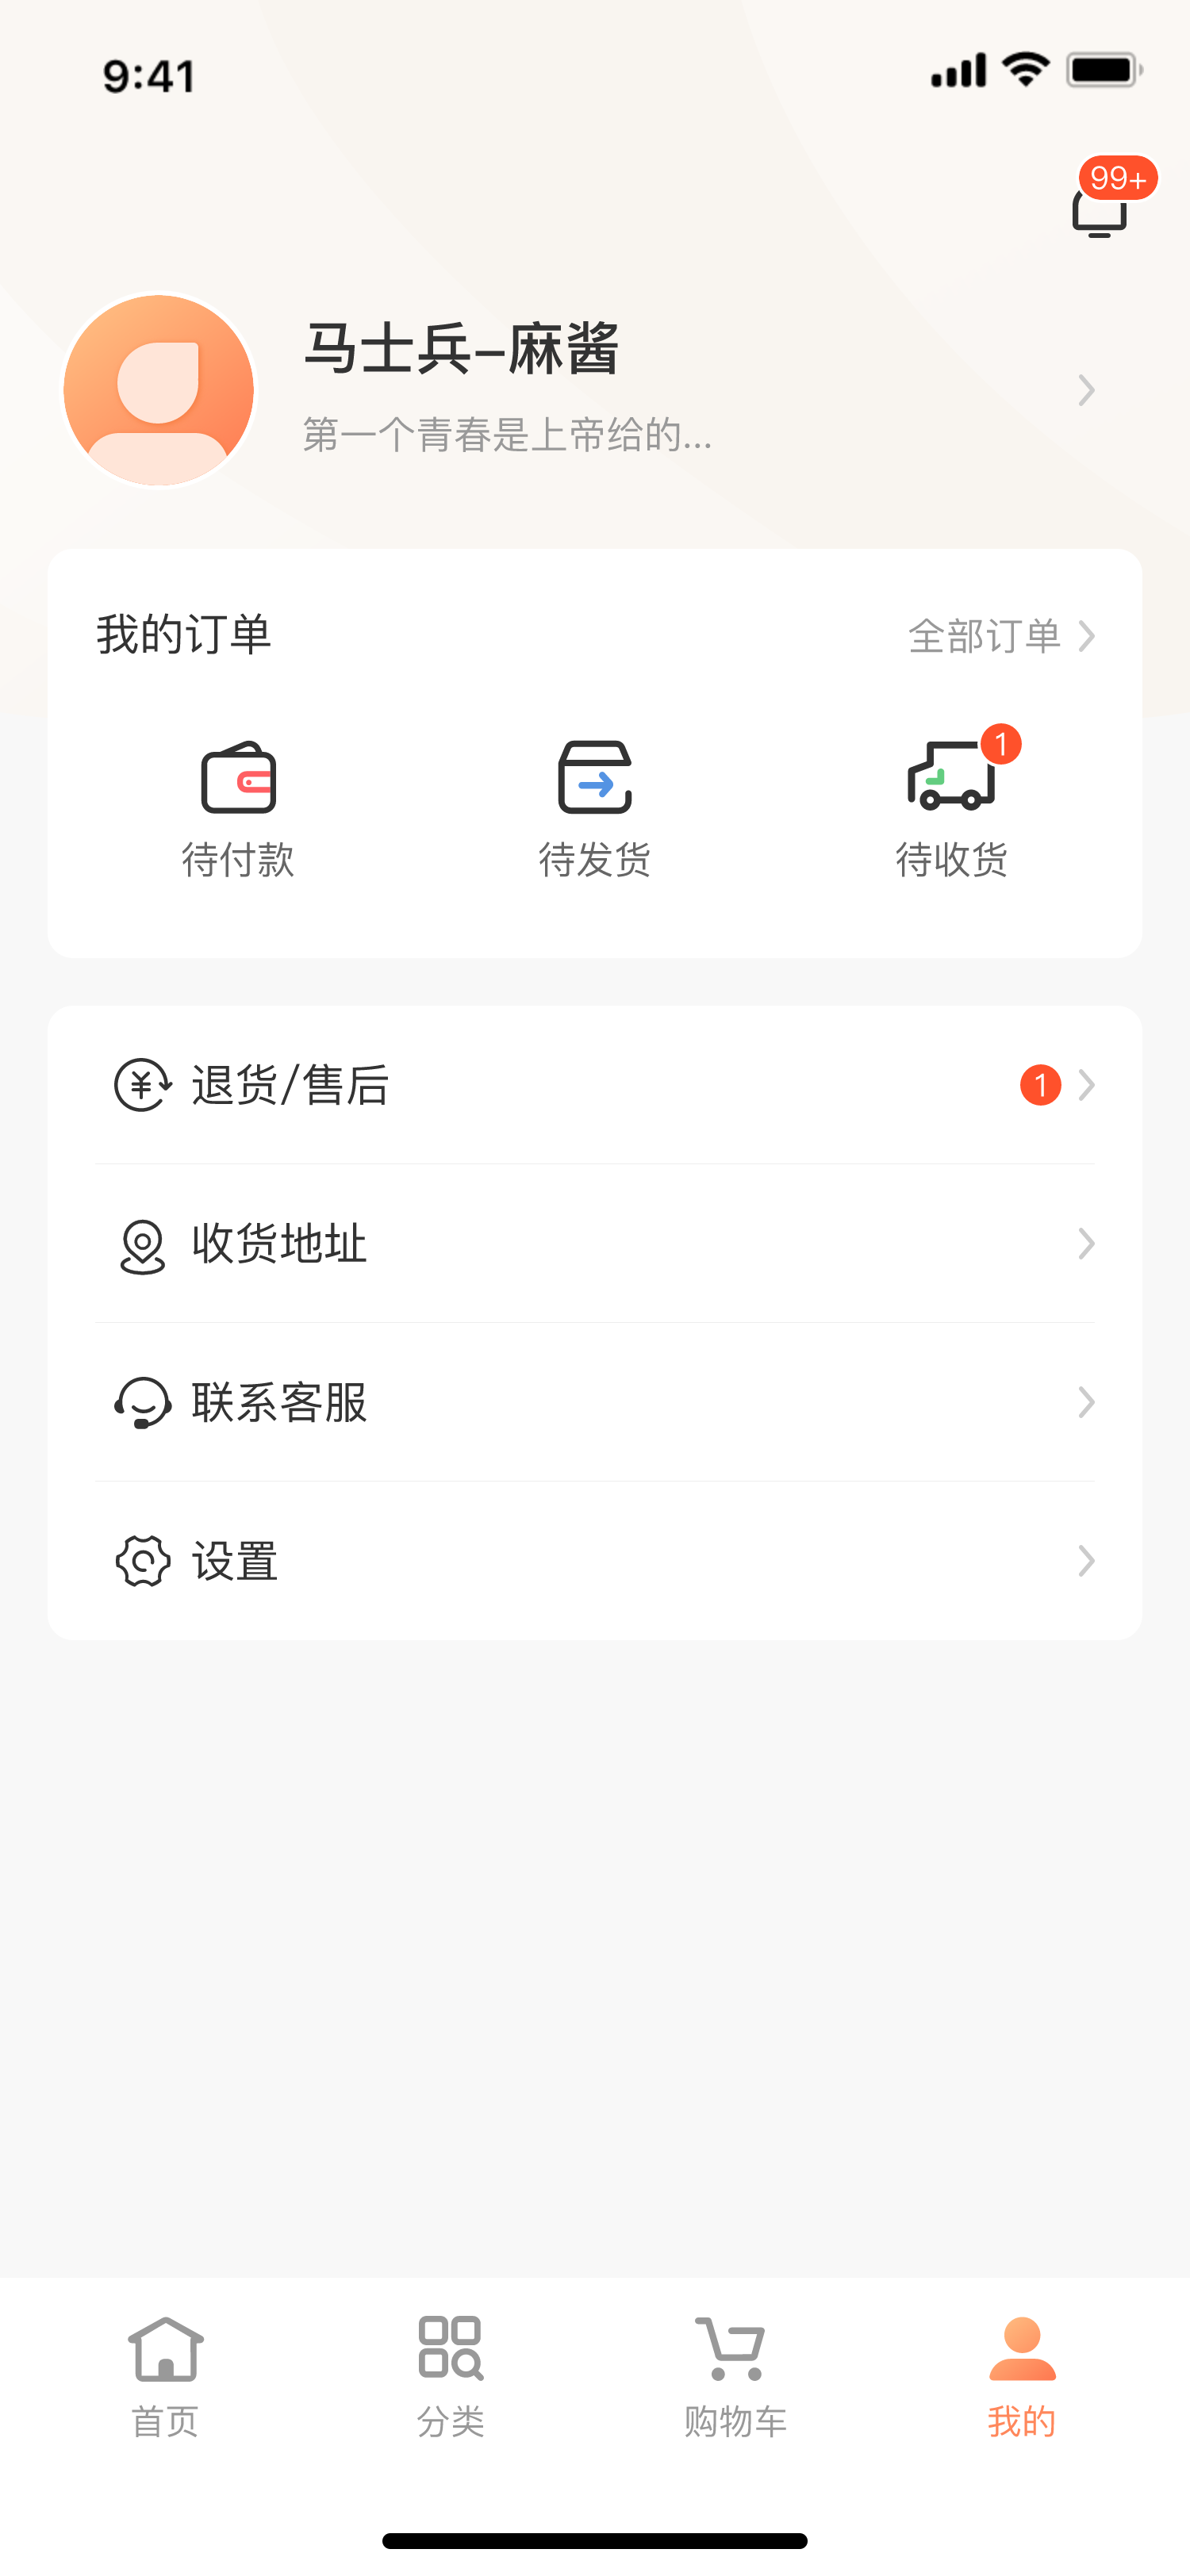 9:41
99+
马士兵-麻酱
第一个青春是上帝给的...
我的订单
全部订单
1
待付款
待发货
待收货
¥ 退货/售后 1
收货地址
联系客服
设置
首页
分类
购物车
我的